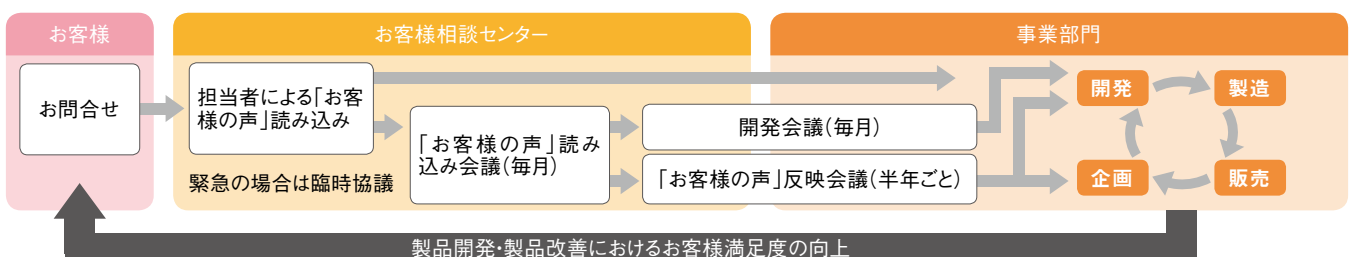 お客様
お客様相談センター
事業部門
お問合せ
担当者による「お客
様の声」読み込み
緊急の場合は臨時協議
「お客様の声」読み
込み会議(毎月)
開発会議(毎月)
「お客様の声」反映会議(半年ごと)
開発
製造
企画
販売
製品開発・製品改善におけるお客様満足度の向上